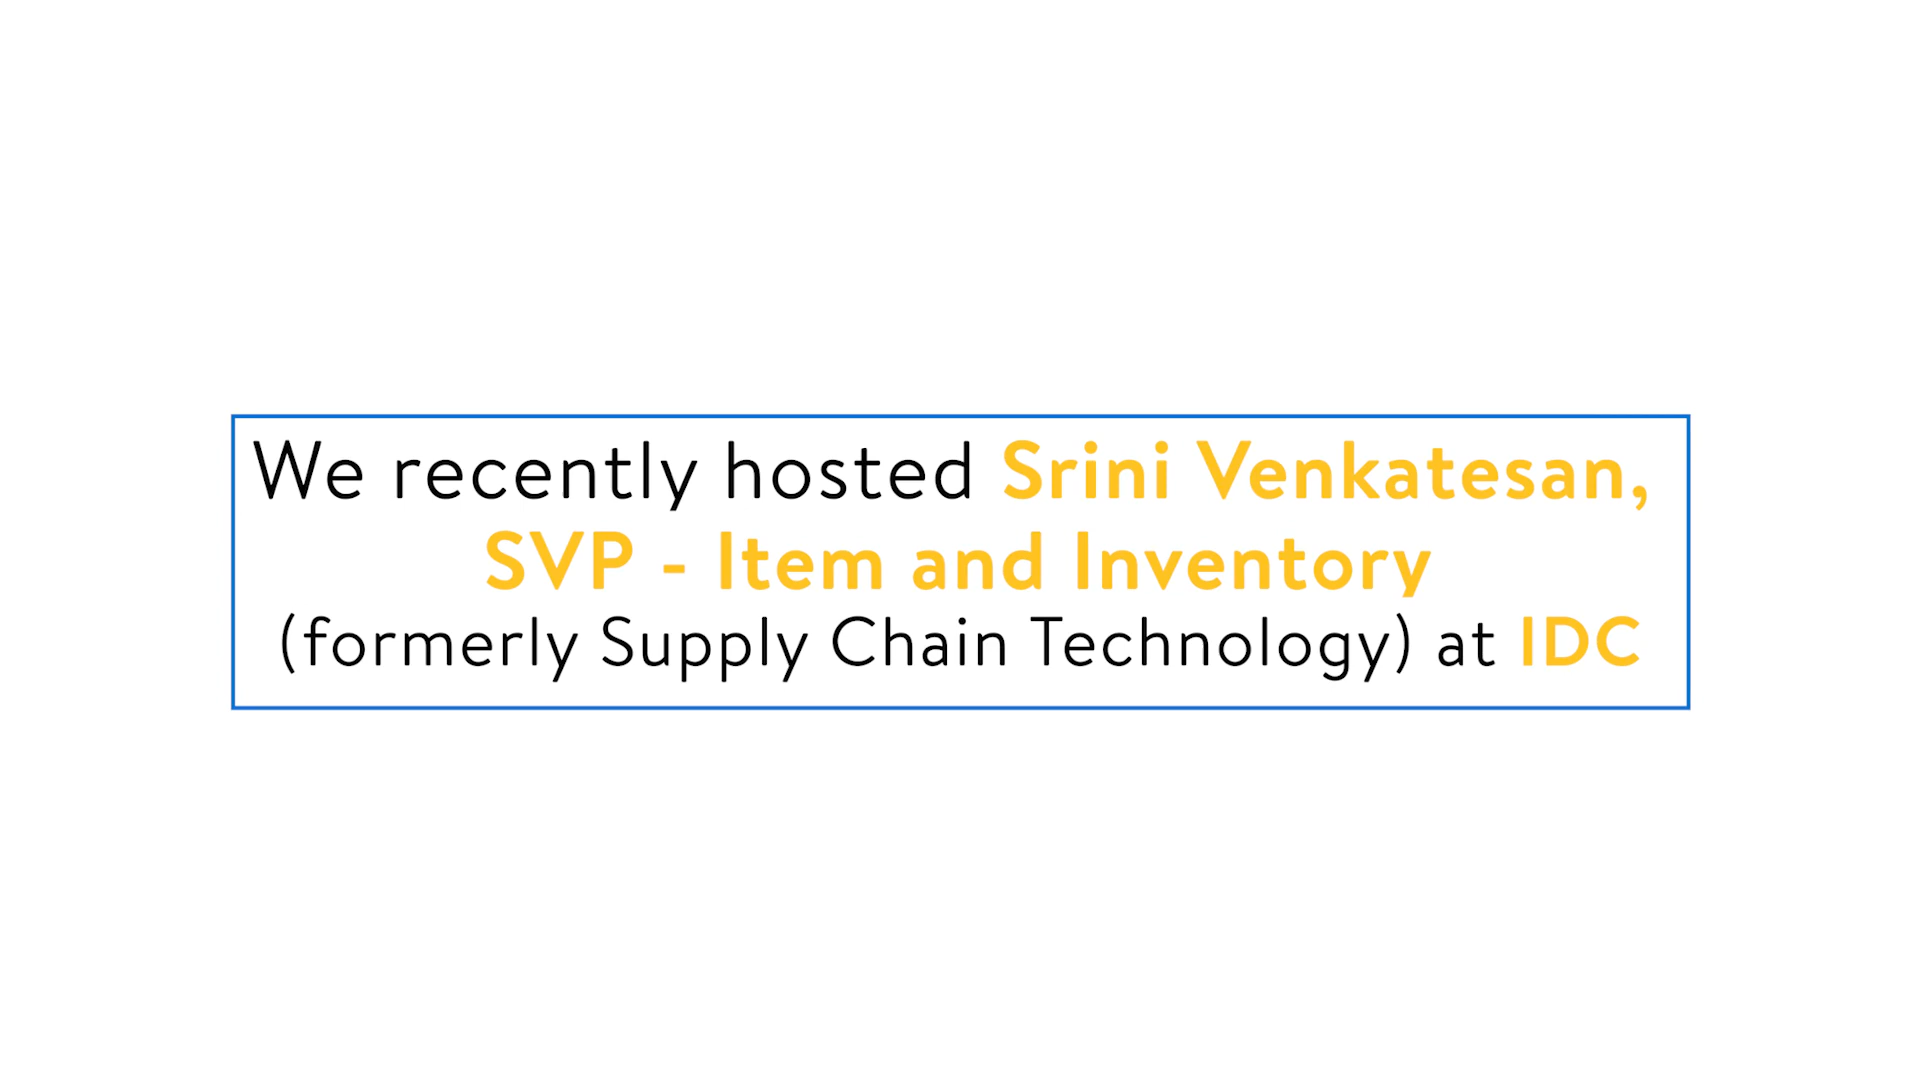 We recently hosted Srini Venkatesan,
SVP - Item and Inventory
(formerly Supply Chain Technology) at IDC